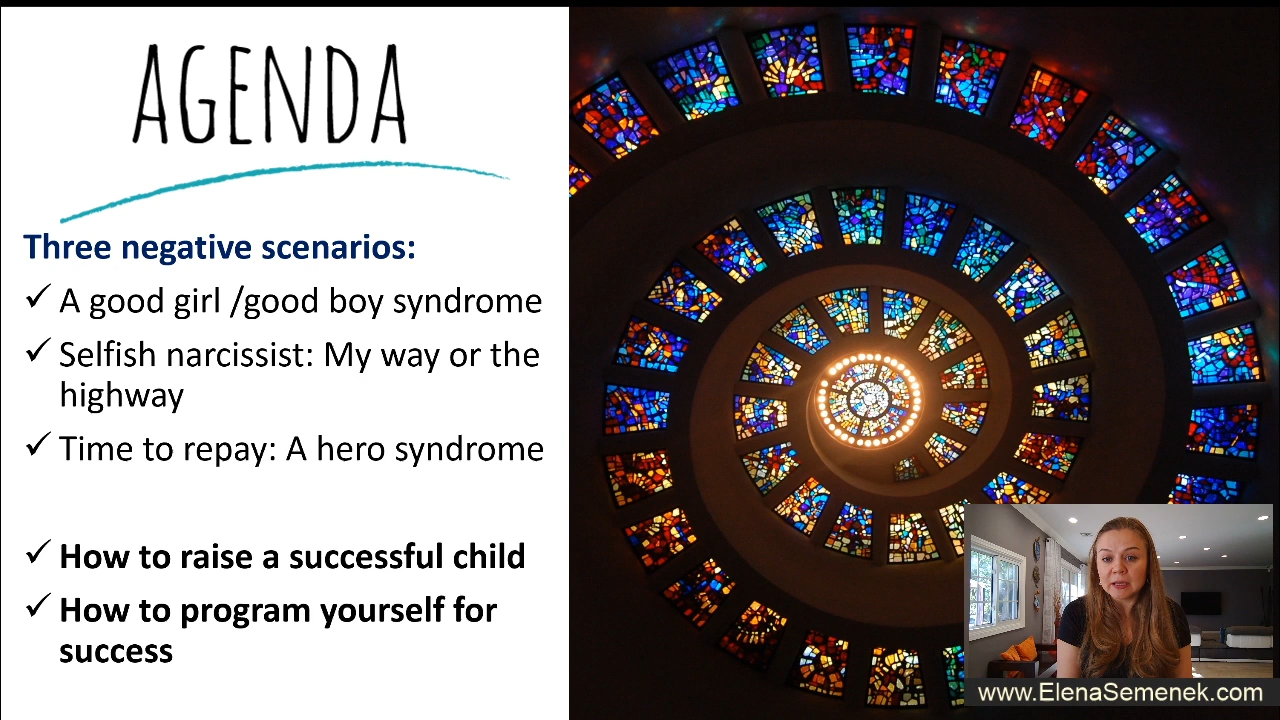 AGENDA
Three negative scenarios:
✓ A good girl /good boy syndrome
✓ Selfish narcissist: My way or the
highway
✓ Time to repay: A hero syndrome
✓ How to raise a successful child
✓ How to program yourself for
success
www.ElenaSemenek.com